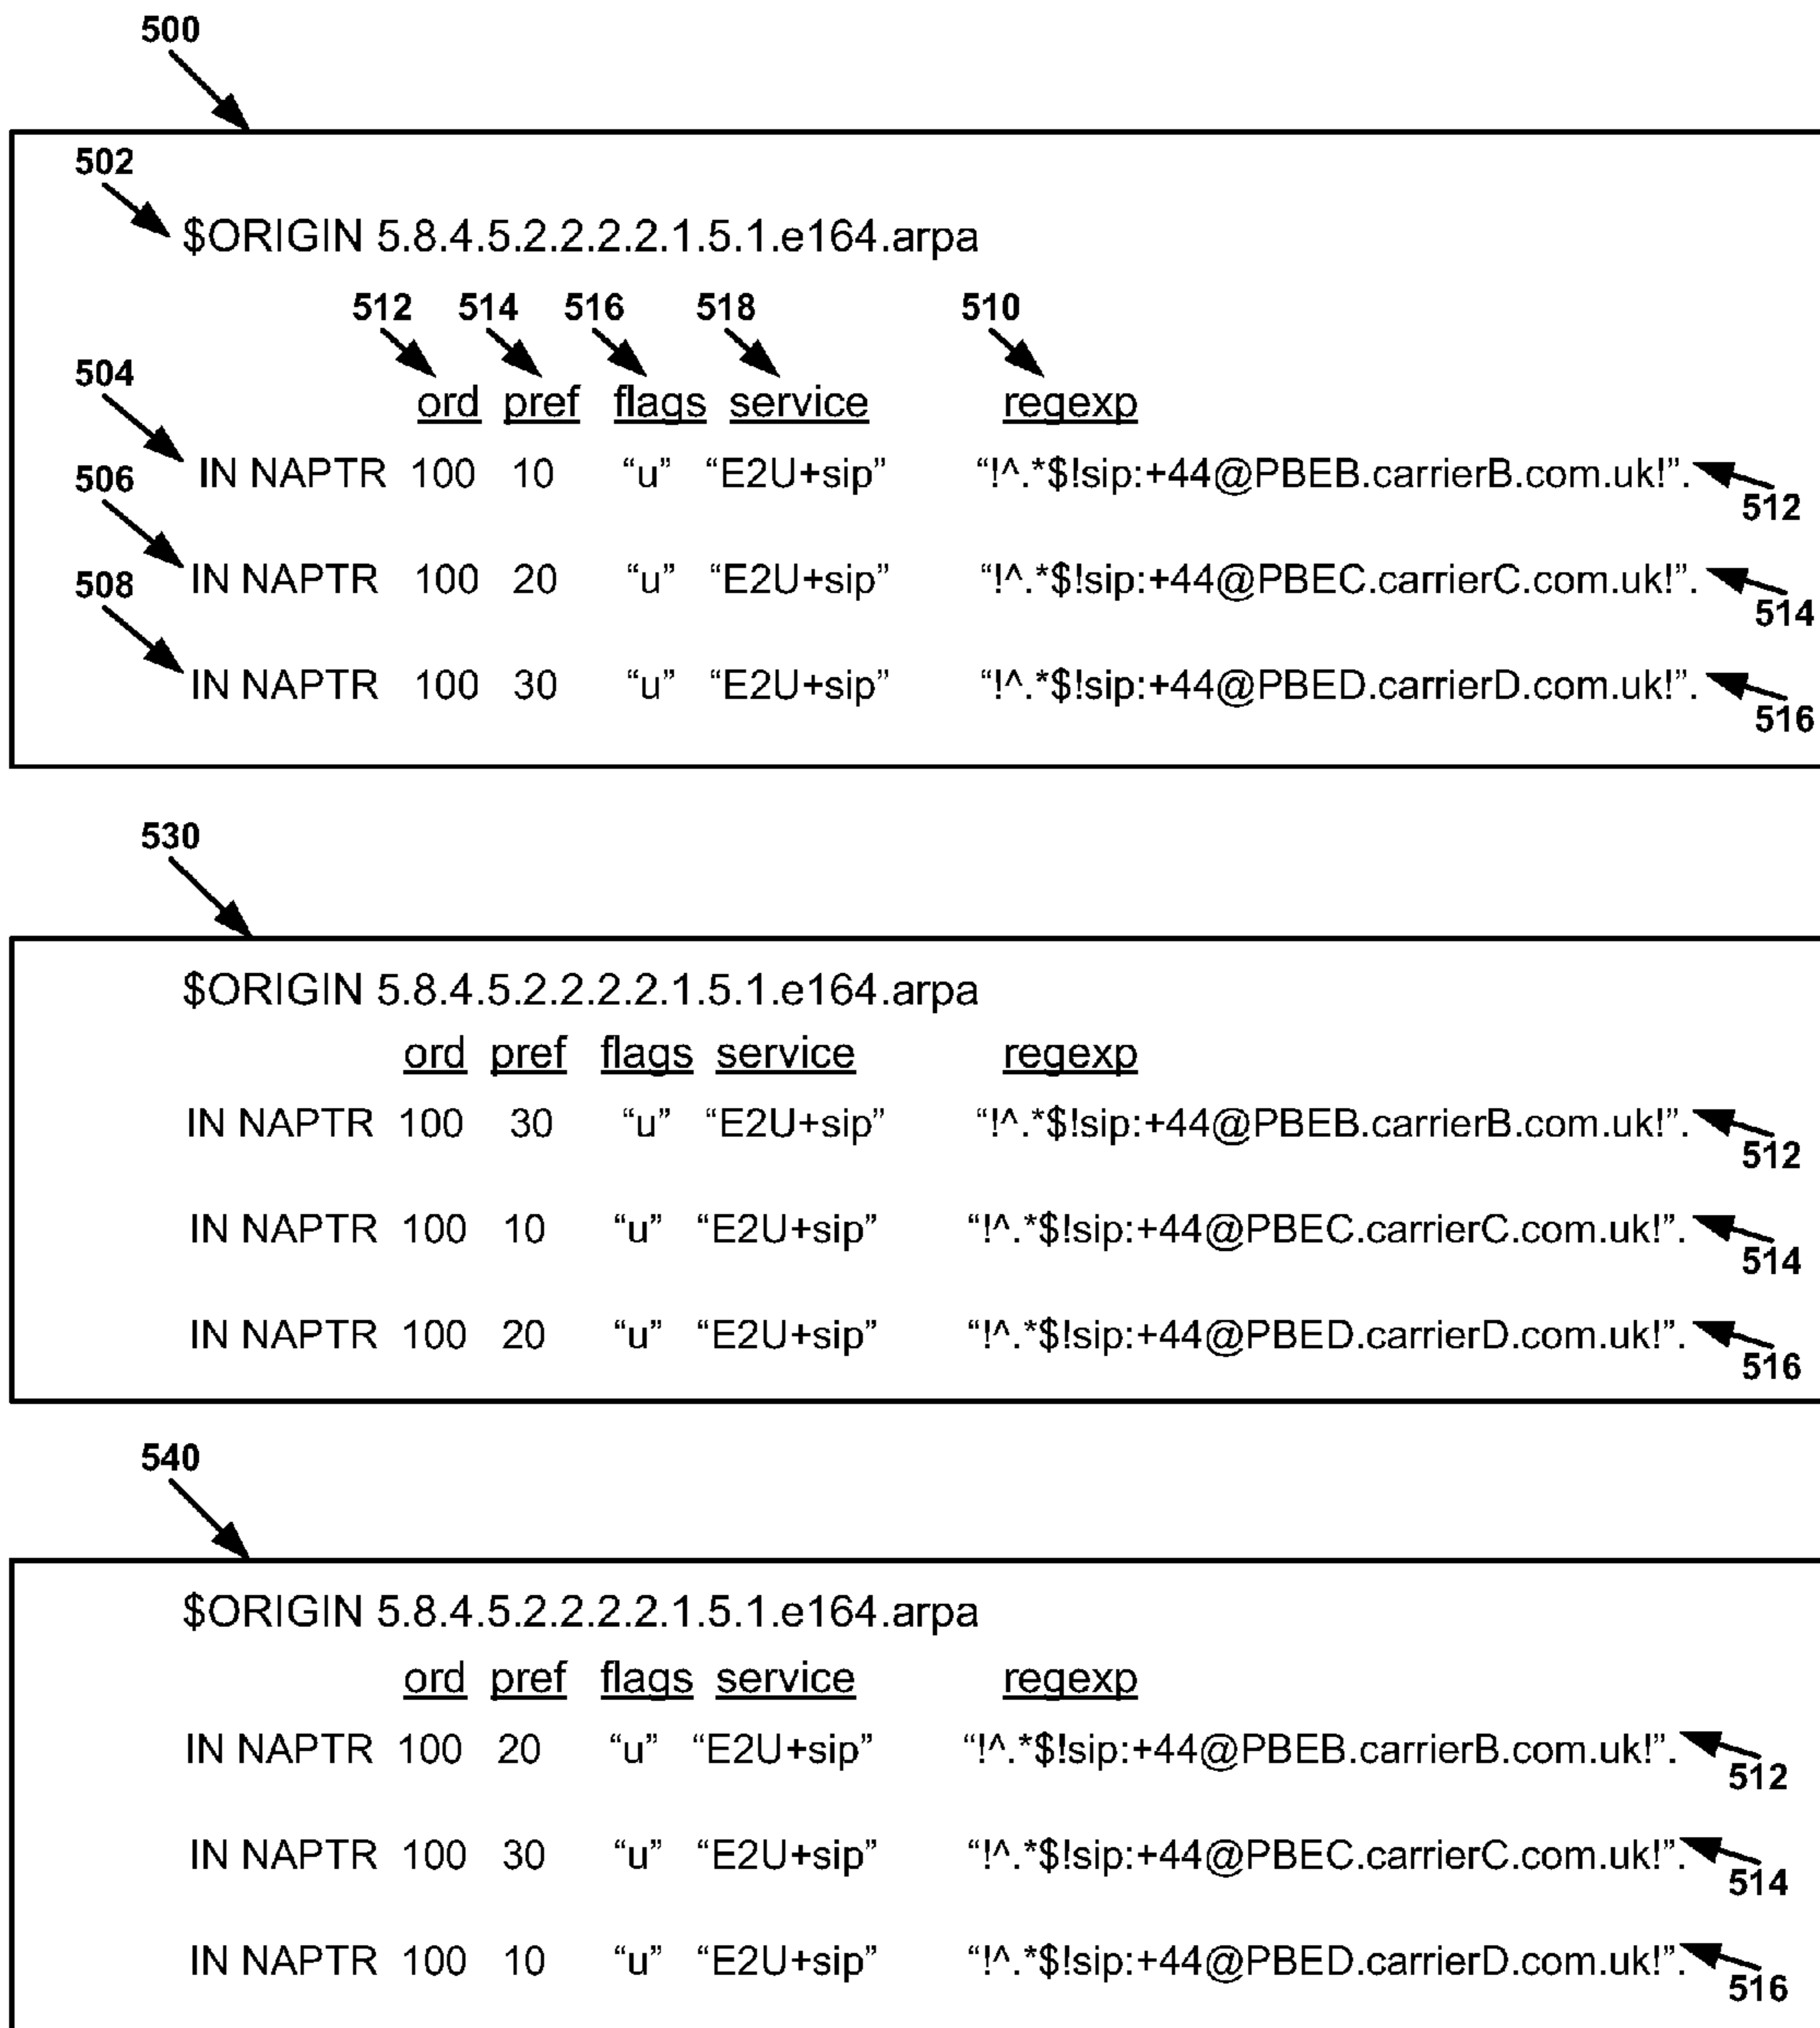 500
502
$ORIGIN 5.8.4.5.2.2.2.2.1.5.1.e164.arpa
512 514 516 518 510
504
ord pref flags service regexp
IN NAPTR 100 10 “u” “E2U+sip” “!^.*$!sip:+44@PBEB.carrierB.com.uk!”.
506
512
IN NAPTR 100 20 “u” “E2U+sip” “!^.*$!sip:+44@PBEC.carrierC.com.uk!”.
508
514
IN NAPTR 100 30 “u” “E2U+sip” “!^.*$!sip:+44@PBED.carrierD.com.uk!”.
516
530
$ORIGIN 5.8.4.5.2.2.2.2.1.5.1.e164.arpa
ord pref flags service regexp
IN NAPTR 100 30 “u” “E2U+sip” “!^.*$!sip:+44@PBEB.carrierB.com.uk!”.
512
IN NAPTR 100 10 “u” “E2U+sip” “!^.*$!sip:+44@PBEC.carrierC.com.uk!”.
514
IN NAPTR 100 20 “u” “E2U+sip” “!^.*$!sip:+44@PBED.carrierD.com.uk!”.
516
540
$ORIGIN 5.8.4.5.2.2.2.2.1.5.1.e164.arpa
ord pref flags service regexp
IN NAPTR 100 20 “u” “E2U+sip” “!^.*$!sip:+44@PBEB.carrierB.com.uk!”.
512
IN NAPTR 100 30 “u” “E2U+sip” “!^.*$!sip:+44@PBEC.carrierC.com.uk!”.
514
IN NAPTR 100 10 “u” “E2U+sip” “!^.*$!sip:+44@PBED.carrierD.com.uk!”.
516